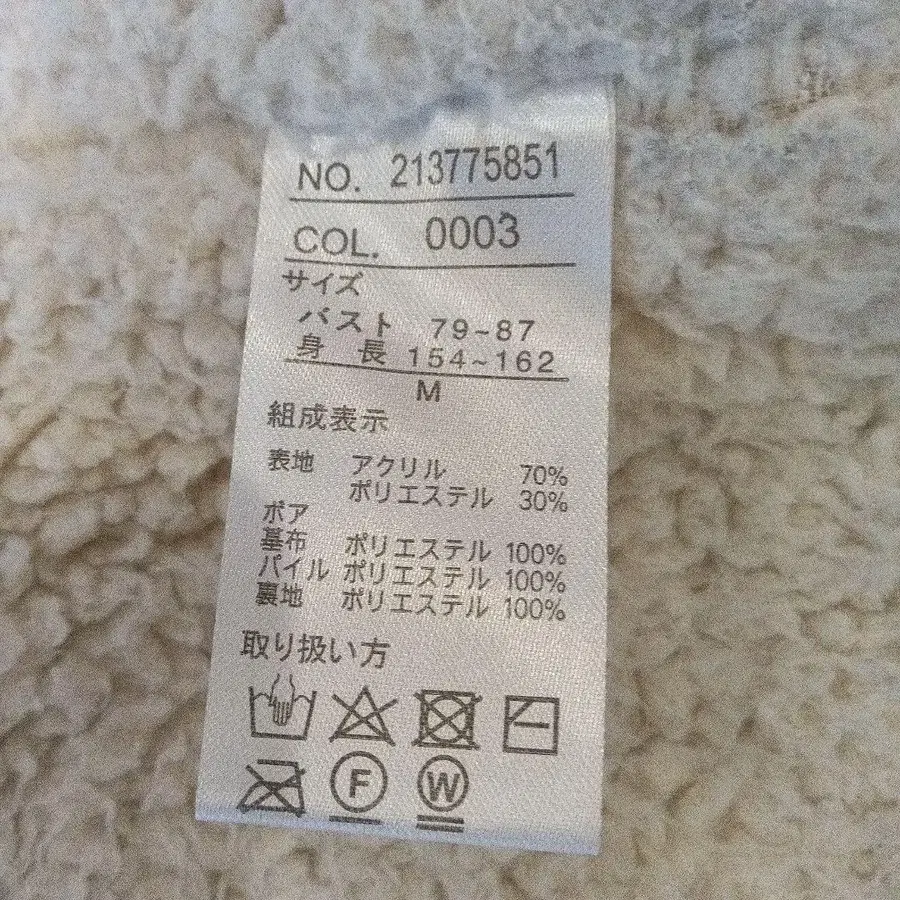 NO. 213775851
COL. 0003
サイズ
バスト 79~87
身長 154~162
M
組成表示
表地 アクリル 70%
ポリエステル 30%
ボア
基布 ポリエステル 100%
パイル ポリエステル 100%
裏地 ポリエステル 100%
取り扱い方
F W